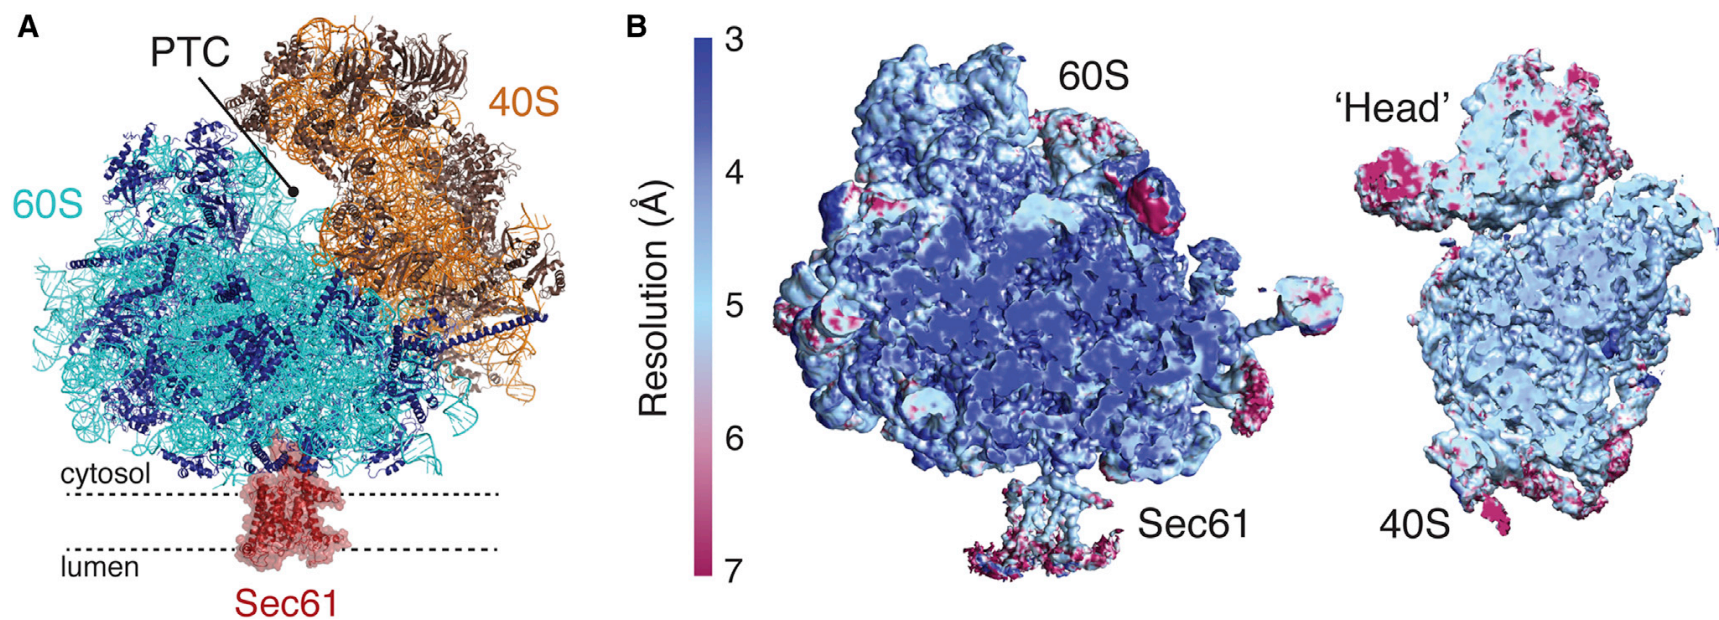 A
PTC
40S
60S
cytosol
lumen
Sec61
B
Resolution (Å)
3
4
5
6
7
60S
Sec61
'Head'
40S